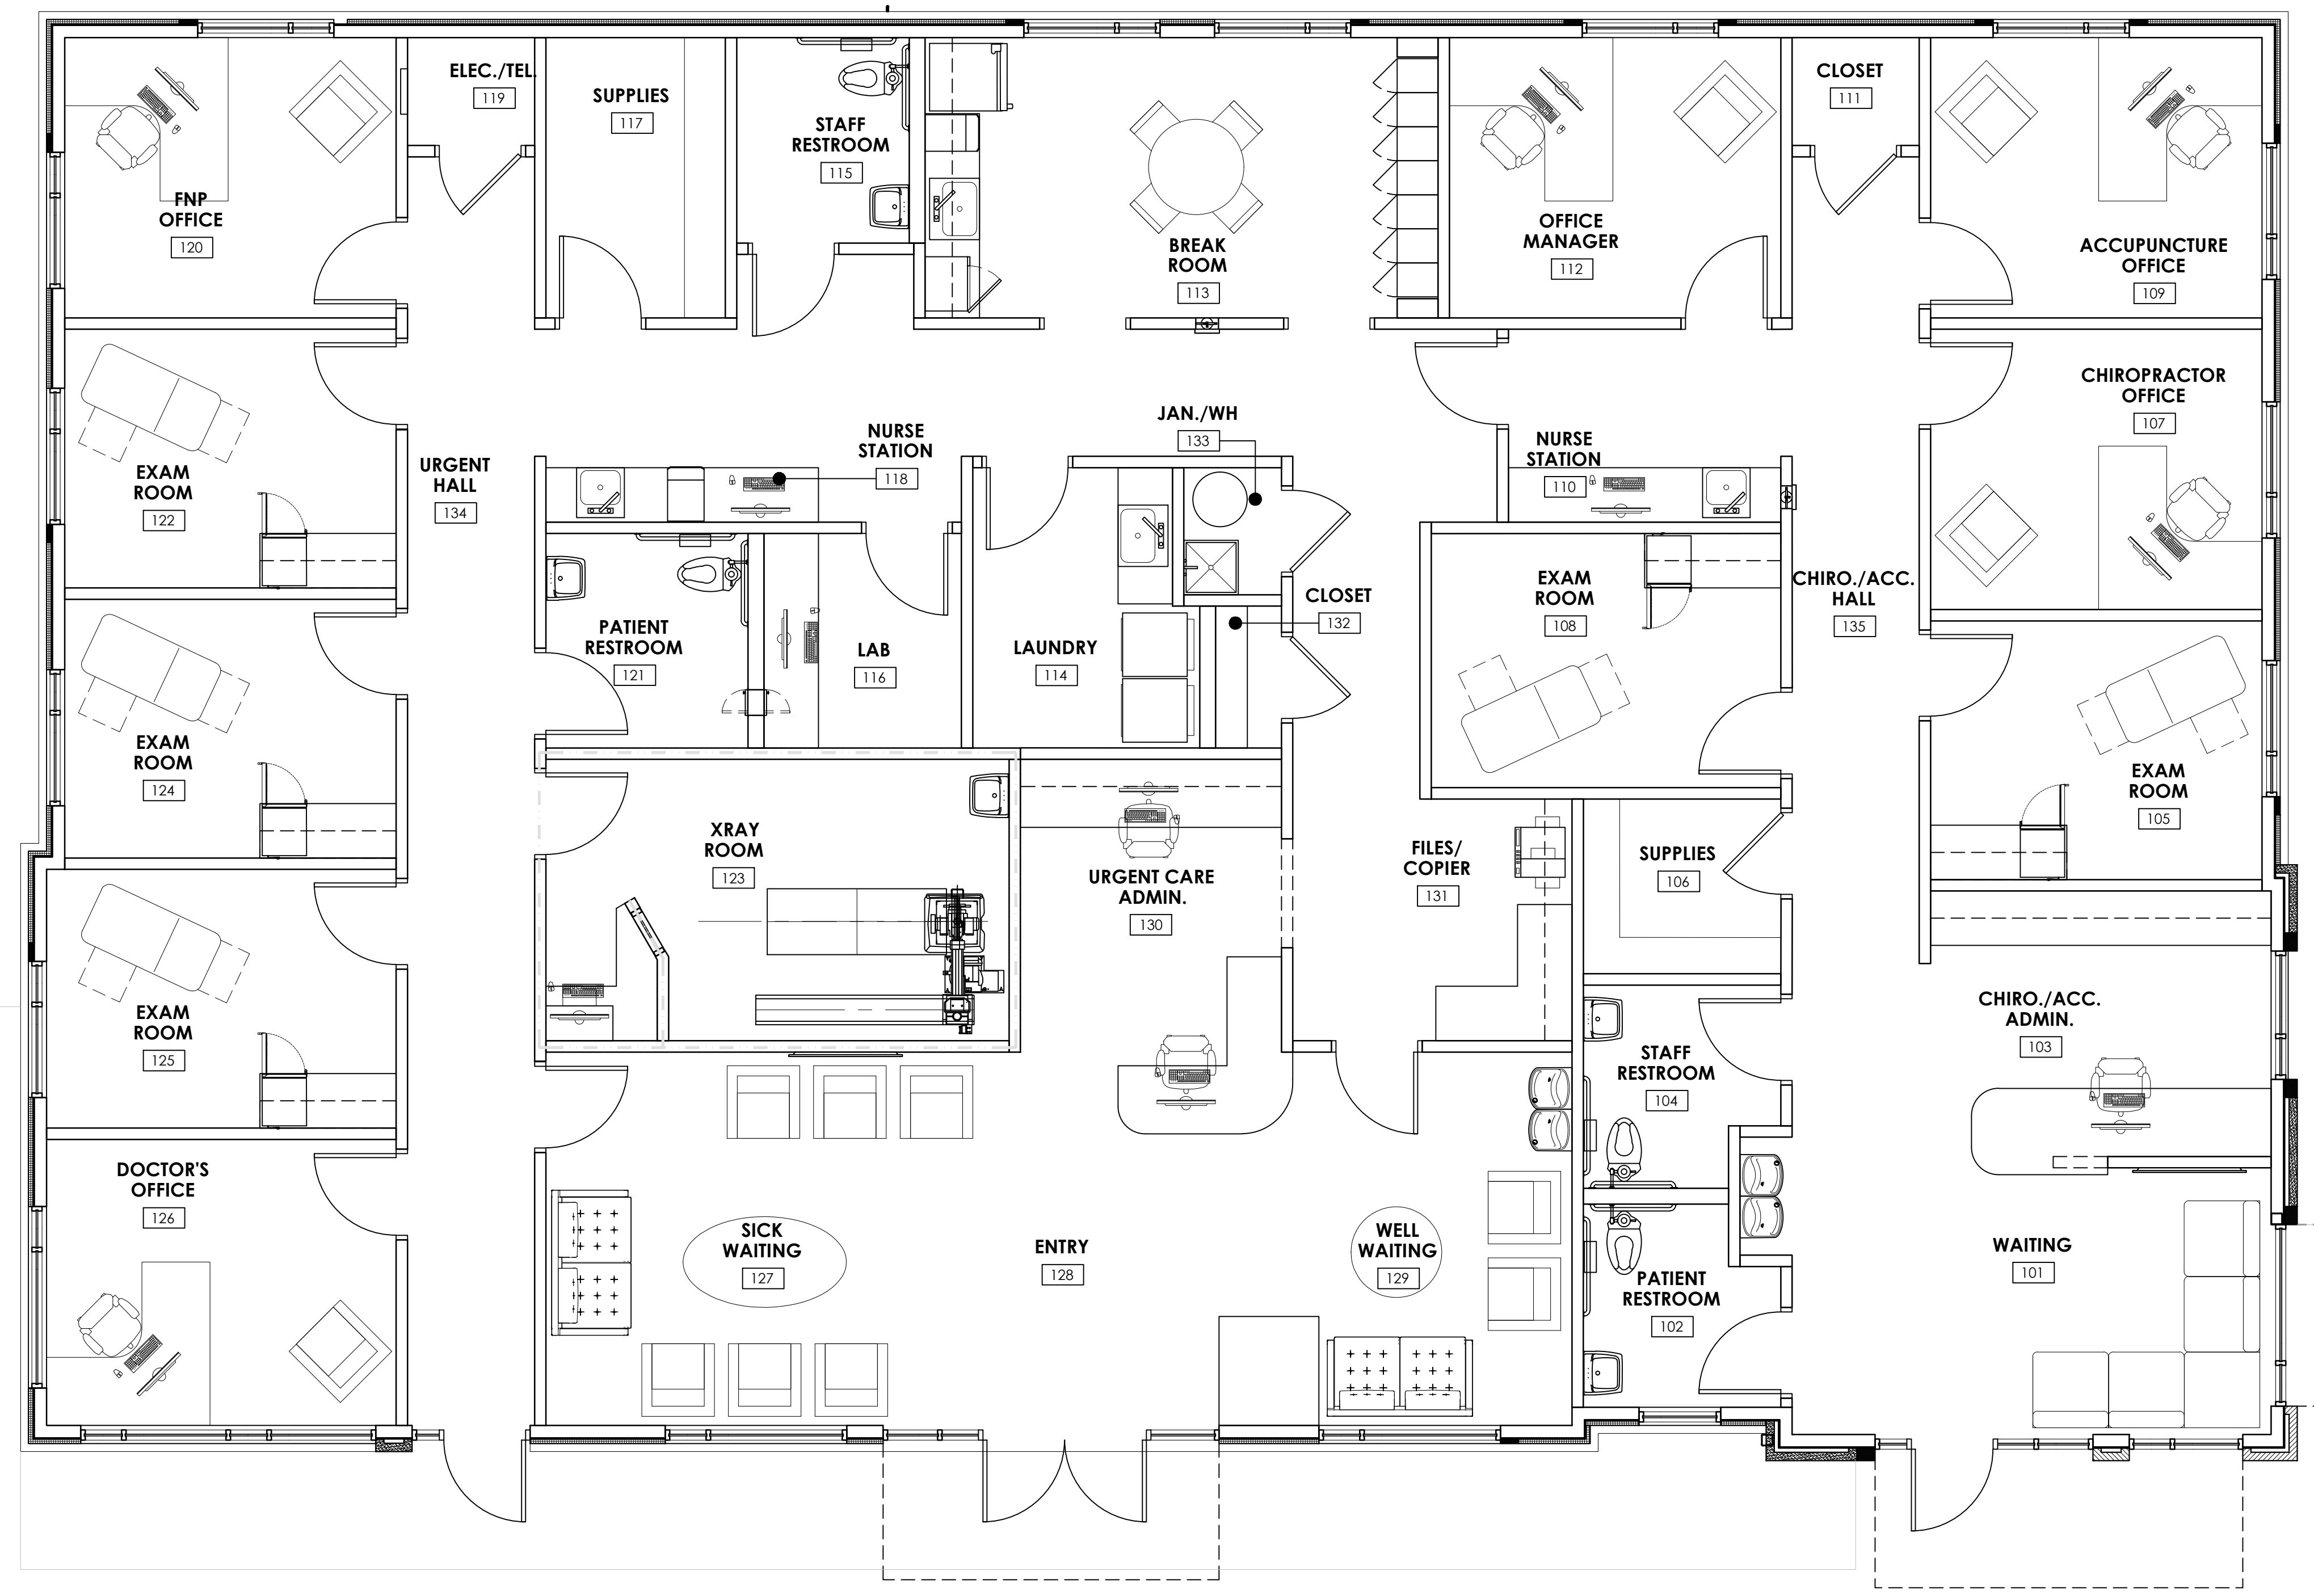 ELEC./TEL.
119
CLOSET
111
SUPPLIES
117
STAFF
RESTROOM
115
FNP
OFFICE
120
BREAK
ROOM
113
OFFICE
MANAGER
112
ACCUPUNCTURE
OFFICE
109
CHIROPRACTOR
OFFICE
107
JAN./WH
133
NURSE
STATION
118
NURSE
STATION
110
EXAM
ROOM
122
URGENT
HALL
134
CLOSET
132
EXAM
ROOM
108
CHIRO./ACC.
HALL
135
PATIENT
RESTROOM
121
LAB
116
LAUNDRY
114
EXAM
ROOM
124
EXAM
ROOM
105
XRAY
ROOM
123
URGENT CARE
ADMIN.
130
FILES/
COPIER
131
SUPPLIES
106
EXAM
ROOM
125
CHIRO./ACC.
ADMIN.
103
STAFF
RESTROOM
104
DOCTOR'S
OFFICE
126
SICK
WAITING
127
ENTRY
128
WELL
WAITING
129
PATIENT
RESTROOM
102
WAITING
101